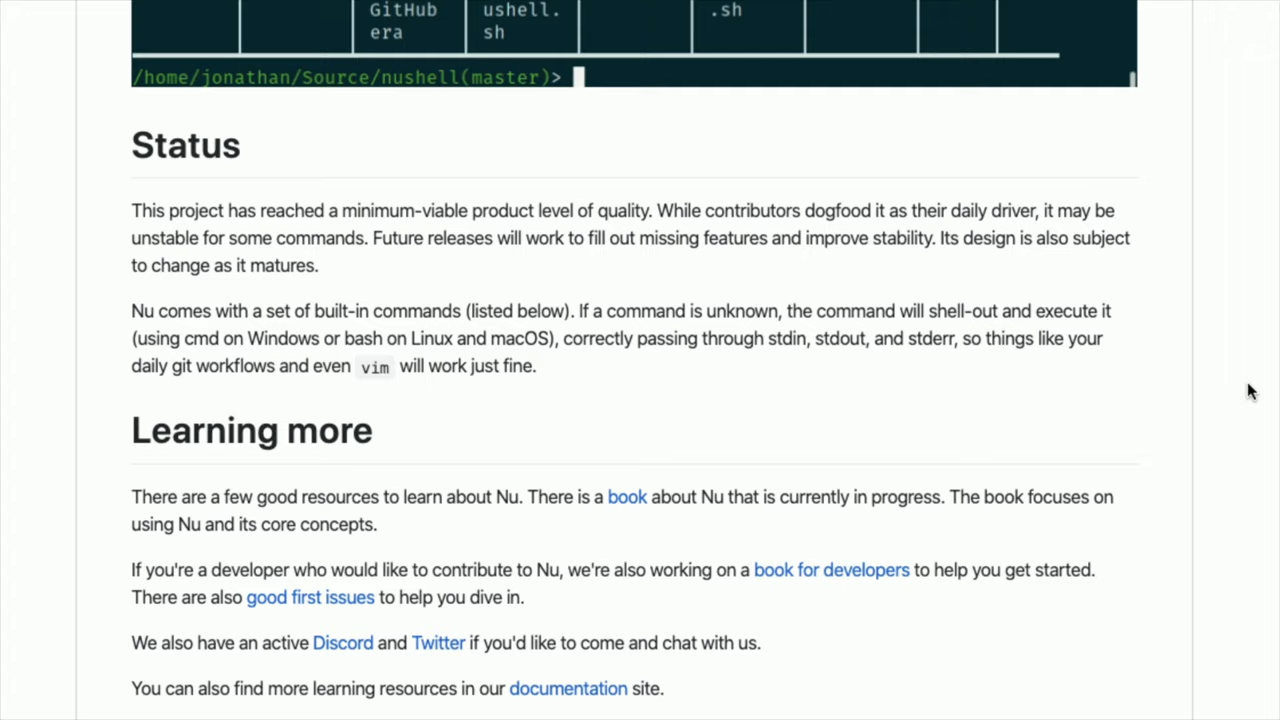 GitHub ushell. .sh
era sh
/home/jonathan/Source/nushell(master)>
Status
This project has reached a minimum-viable product level of quality. While contributors dogfood it as their daily driver, it may be
unstable for some commands. Future releases will work to fill out missing features and improve stability. Its design is also subject
to change as it matures.
Nu comes with a set of built-in commands (listed below). If a command is unknown, the command will shell-out and execute it
(using cmd on Windows or bash on Linux and macOS), correctly passing through stdin, stdout, and stderr, so things like your
daily git workflows and even vim will work just fine.
Learning more
There are a few good resources to learn about Nu. There is a book about Nu that is currently in progress. The book focuses on
using Nu and its core concepts.
If you're a developer who would like to contribute to Nu, we're also working on a book for developers to help you get started.
There are also good first issues to help you dive in.
We also have an active Discord and Twitter if you'd like to come and chat with us.
You can also find more learning resources in our documentation site.